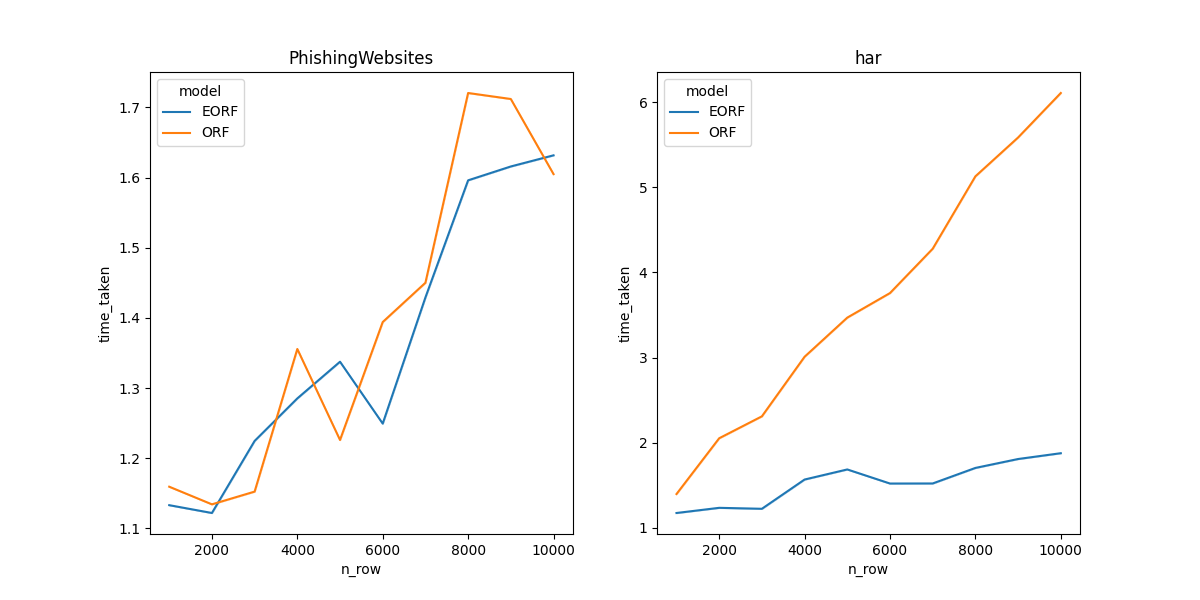 PhishingWebsites
model
EORF
ORF
1.7
1.6
1.5
1.4
1.3
1.2
1.1
time_taken
2000
4000
6000
8000
10000
n_row
har
model
EORF
ORF
6
5
4
3
2
1
time_taken
2000
4000
6000
8000
10000
n_row